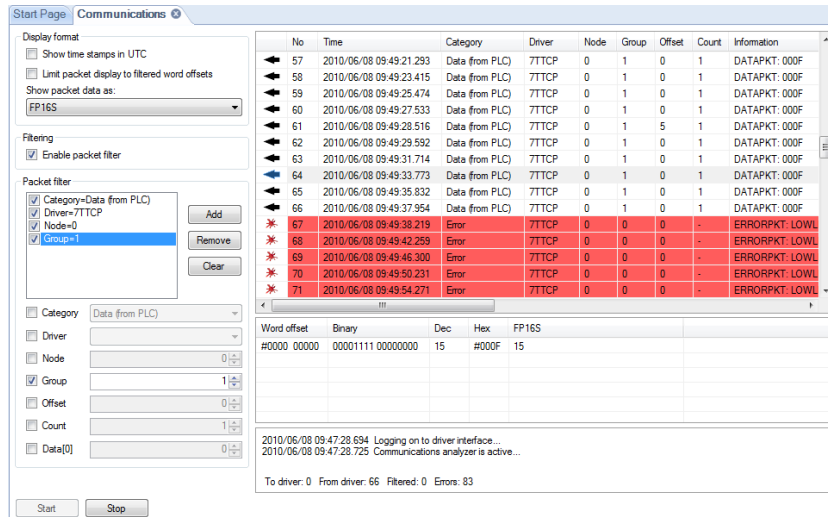 Start Page Communications
Display format
Show time stamps in UTC
Limit packet display to filtered word offsets
Show packet data as:
FP16S
Filtering
Enable packet filter
Packet filter
Category=Data (from PLC)
Driver=7TTCP
Node=0
Group=1
Add
Remove
Clear
Category Data (from PLC)
Driver
Node 0
Group 1
Offset 0
Count 1
Data[0] 0
Start Stop
No Time Category Driver Node Group Offset Count Information
57 2010/06/08 09:49:21.293 Data (from PLC) 7TTCP 0 1 0 1 DATAPKT: 000F
58 2010/06/08 09:49:23.415 Data (from PLC) 7TTCP 0 1 0 1 DATAPKT: 000F
59 2010/06/08 09:49:25.474 Data (from PLC) 7TTCP 0 1 0 1 DATAPKT: 000F
60 2010/06/08 09:49:27.533 Data (from PLC) 7TTCP 0 1 0 1 DATAPKT: 000F
61 2010/06/08 09:49:28.516 Data (from PLC) 7TTCP 0 1 5 1 DATAPKT: 000F
62 2010/06/08 09:49:29.592 Data (from PLC) 7TTCP 0 1 0 1 DATAPKT: 000F
63 2010/06/08 09:49:31.714 Data (from PLC) 7TTCP 0 1 0 1 DATAPKT: 000F
64 2010/06/08 09:49:33.773 Data (from PLC) 7TTCP 0 1 0 1 DATAPKT: 000F
65 2010/06/08 09:49:35.832 Data (from PLC) 7TTCP 0 1 0 1 DATAPKT: 000F
66 2010/06/08 09:49:37.954 Data (from PLC) 7TTCP 0 1 0 1 DATAPKT: 000F
67 2010/06/08 09:49:38.219 Error 7TTCP 0 0 0 - ERRORPKT: LOWL
68 2010/06/08 09:49:42.259 Error 7TTCP 0 0 0 - ERRORPKT: LOWL
69 2010/06/08 09:49:46.300 Error 7TTCP 0 0 0 - ERRORPKT: LOWL
70 2010/06/08 09:49:50.231 Error 7TTCP 0 0 0 - ERRORPKT: LOWL
71 2010/06/08 09:49:54.271 Error 7TTCP 0 0 0 - ERRORPKT: LOWL
Word offset Binary Dec Hex FP16S
#0000 00000 00001111 00000000 15 #000F 15
2010/06/08 09:47:28.694 Logging on to driver interface...
2010/06/08 09:47:28.725 Communications analyzer is active...
To driver: 0 From driver: 66 Filtered: 0 Errors: 83